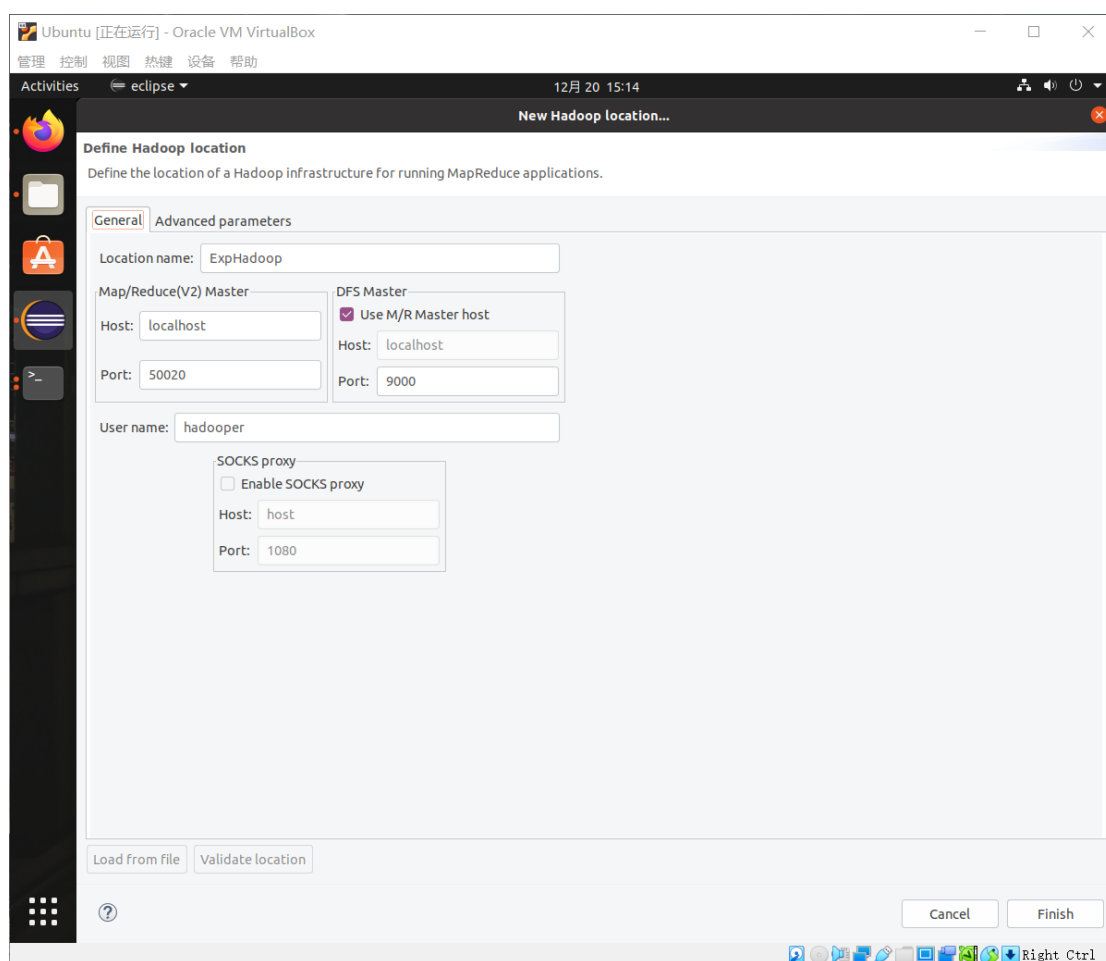 Ubuntu [正在运行] - Oracle VM VirtualBox
管理 控制 视图 热键 设备 帮助
Activities eclipse 12月 20 15:14
New Hadoop location...
Define Hadoop location
Define the location of a Hadoop infrastructure for running MapReduce applications.
General Advanced parameters
Location name: ExpHadoop
Map/Reduce(V2) Master
Host: localhost
Port: 50020
DFS Master
Use M/R Master host
Host: localhost
Port: 9000
User name: hadooper
SOCKS proxy
Enable SOCKS proxy
Host: host
Port: 1080
Load from file Validate location
Cancel Finish
Right Ctrl